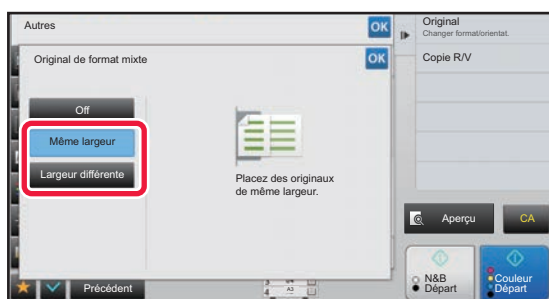 Autres
OK
Original
Changer format/orientat.
Original de format mixte
OK
Copie R/V
Off
Même largeur
Largeur différente
Placez des originaux
de même largeur.
Aperçu
CA
Précédent
A3
N&B
Départ
Couleur
Départ